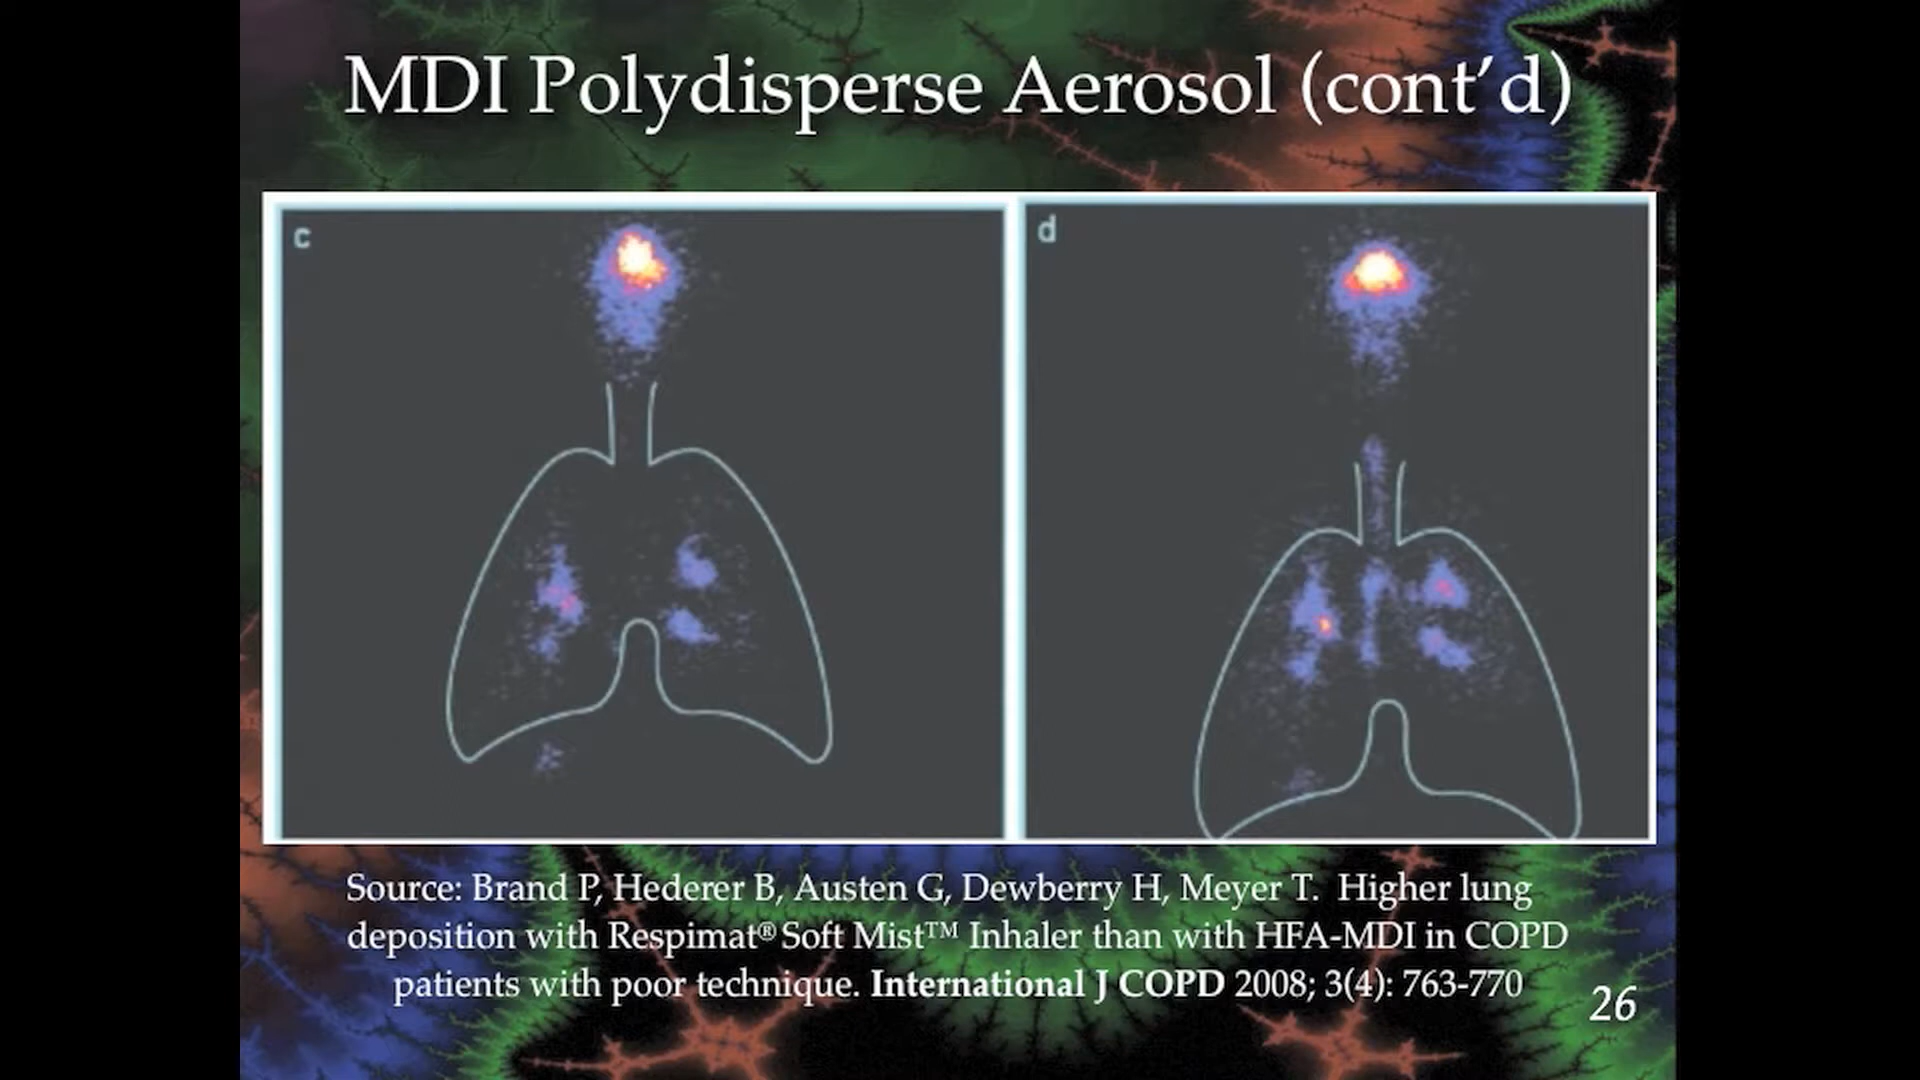 MDI Polydisperse Aerosol (cont’d)
c
d
Source: Brand P, Hederer B, Austen G, Dewberry H, Meyer T.  Higher lung
deposition with Respimat® Soft Mist™ Inhaler than with HFA-MDI in COPD
patients with poor technique. International J COPD 2008; 3(4): 763-770
26